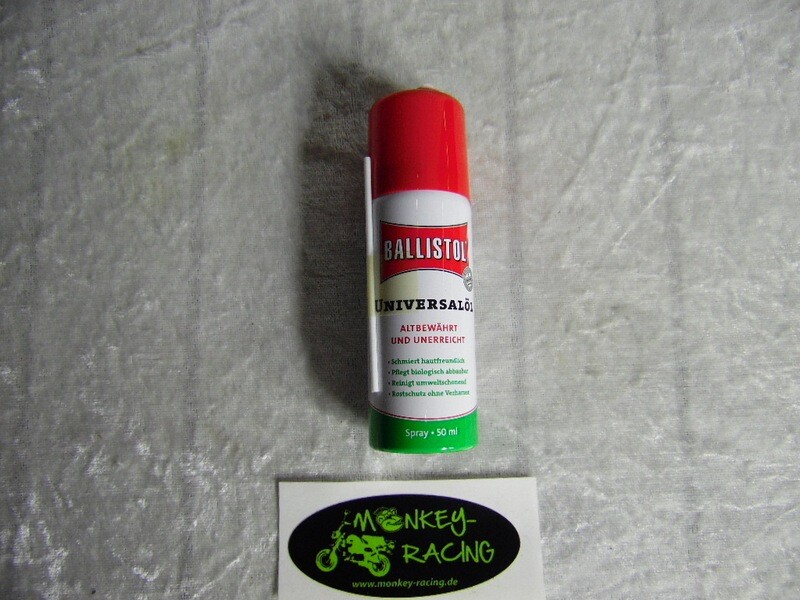 BALLISTOL
UNIVERSALÖL
ALTBEWÄHRT
UND UNERREICHT
• Schmiert hautfreundlich
• Pflegt biologisch abbaubar
• Reinigt umweltschonend
• Rostschutz ohne Verharzen
Spray • 50 ml
MONKEY-
RACING
www.monkey-racing.de